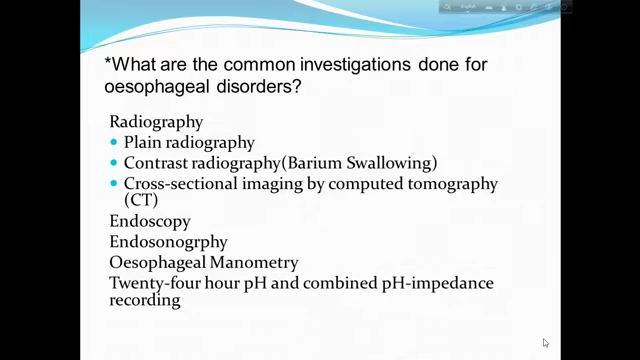 English
*What are the common investigations done for
oesophageal disorders?
Radiography
Plain radiography
Contrast radiography(Barium Swallowing)
Cross-sectional imaging by computed tomography
(CT)
Endoscopy
Endosonogrphy
Oesophageal Manometry
Twenty-four hour pH and combined pH-impedance
recording